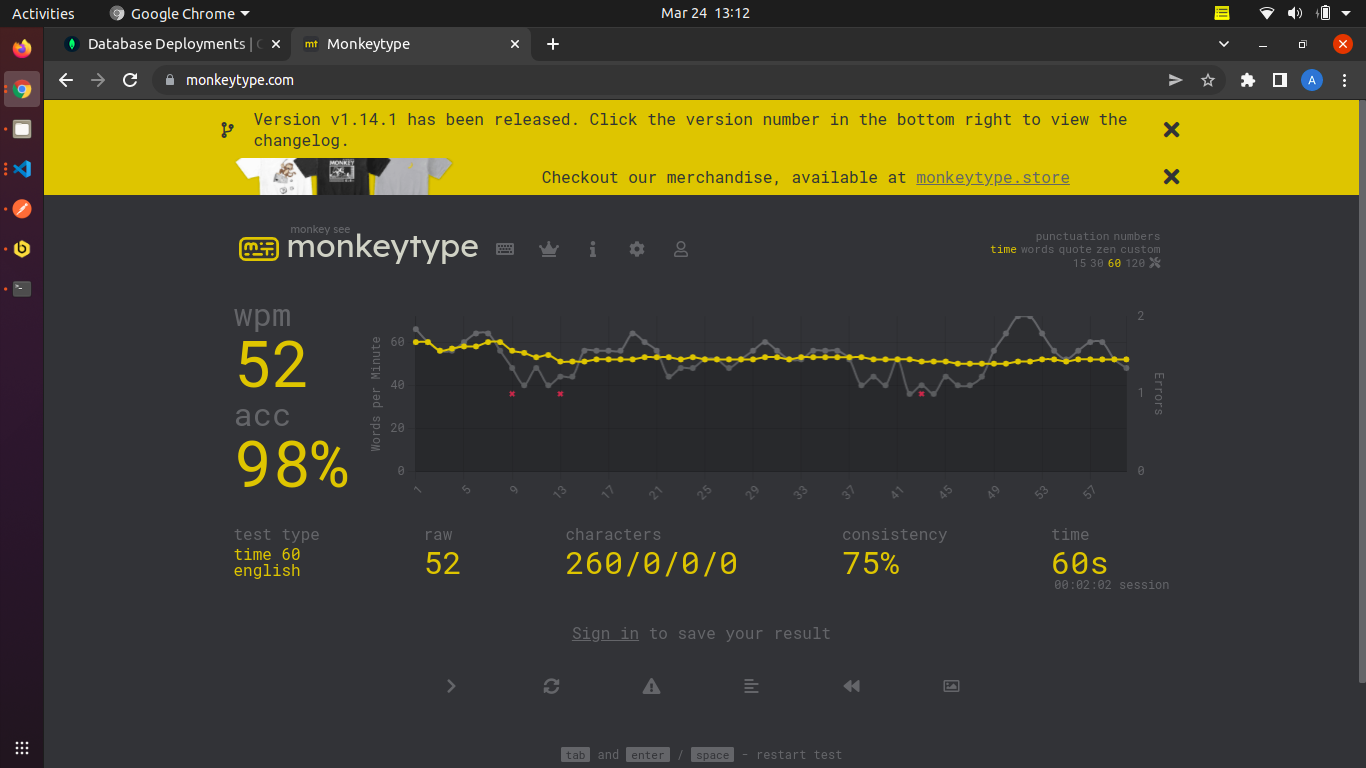 Activities
Google Chrome
Mar 24 13:12
Database Deployments |
Monkeytype
monkeytype.com
A
Version v1.14.1 has been released. Click the version number in the bottom right to view the
changelog.
MONKEY
Checkout our merchandise, available at monkeytype.store
monkey see
monkeytype
punctuation numbers
time words quote zen custom
15 30 60 120
wpm
52
acc
98%
Words per Minute
60
40
20
0
2
1
0
Errors
1 5 9 13 17 21 25 29 33 37 41 45 49 53 57
test type
time 60
english
raw
52
characters
260/0/0/0
consistency
75%
time
60s
00:02:02 session
Sign in to save your result
tab and enter / space - restart test